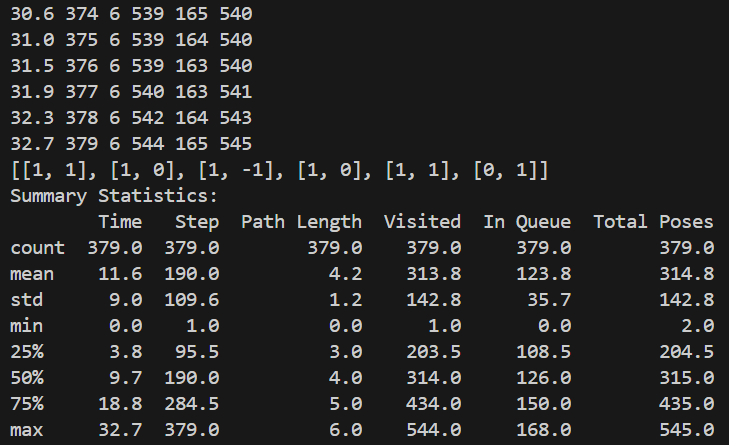 30.6 374 6 539 165 540
31.0 375 6 539 164 540
31.5 376 6 539 163 540
31.9 377 6 540 163 541
32.3 378 6 542 164 543
32.7 379 6 544 165 545
[[1, 1], [1, 0], [1, -1], [1, 0], [1, 1], [0, 1]]
Summary Statistics:
Time Step Path Length Visited In Queue Total Poses
count 379.0 379.0 379.0 379.0 379.0 379.0
mean 11.6 190.0 4.2 313.8 123.8 314.8
std 9.0 109.6 1.2 142.8 35.7 142.8
min 0.0 1.0 0.0 1.0 0.0 2.0
25% 3.8 95.5 3.0 203.5 108.5 204.5
50% 9.7 190.0 4.0 314.0 126.0 315.0
75% 18.8 284.5 5.0 434.0 150.0 435.0
max 32.7 379.0 6.0 544.0 168.0 545.0